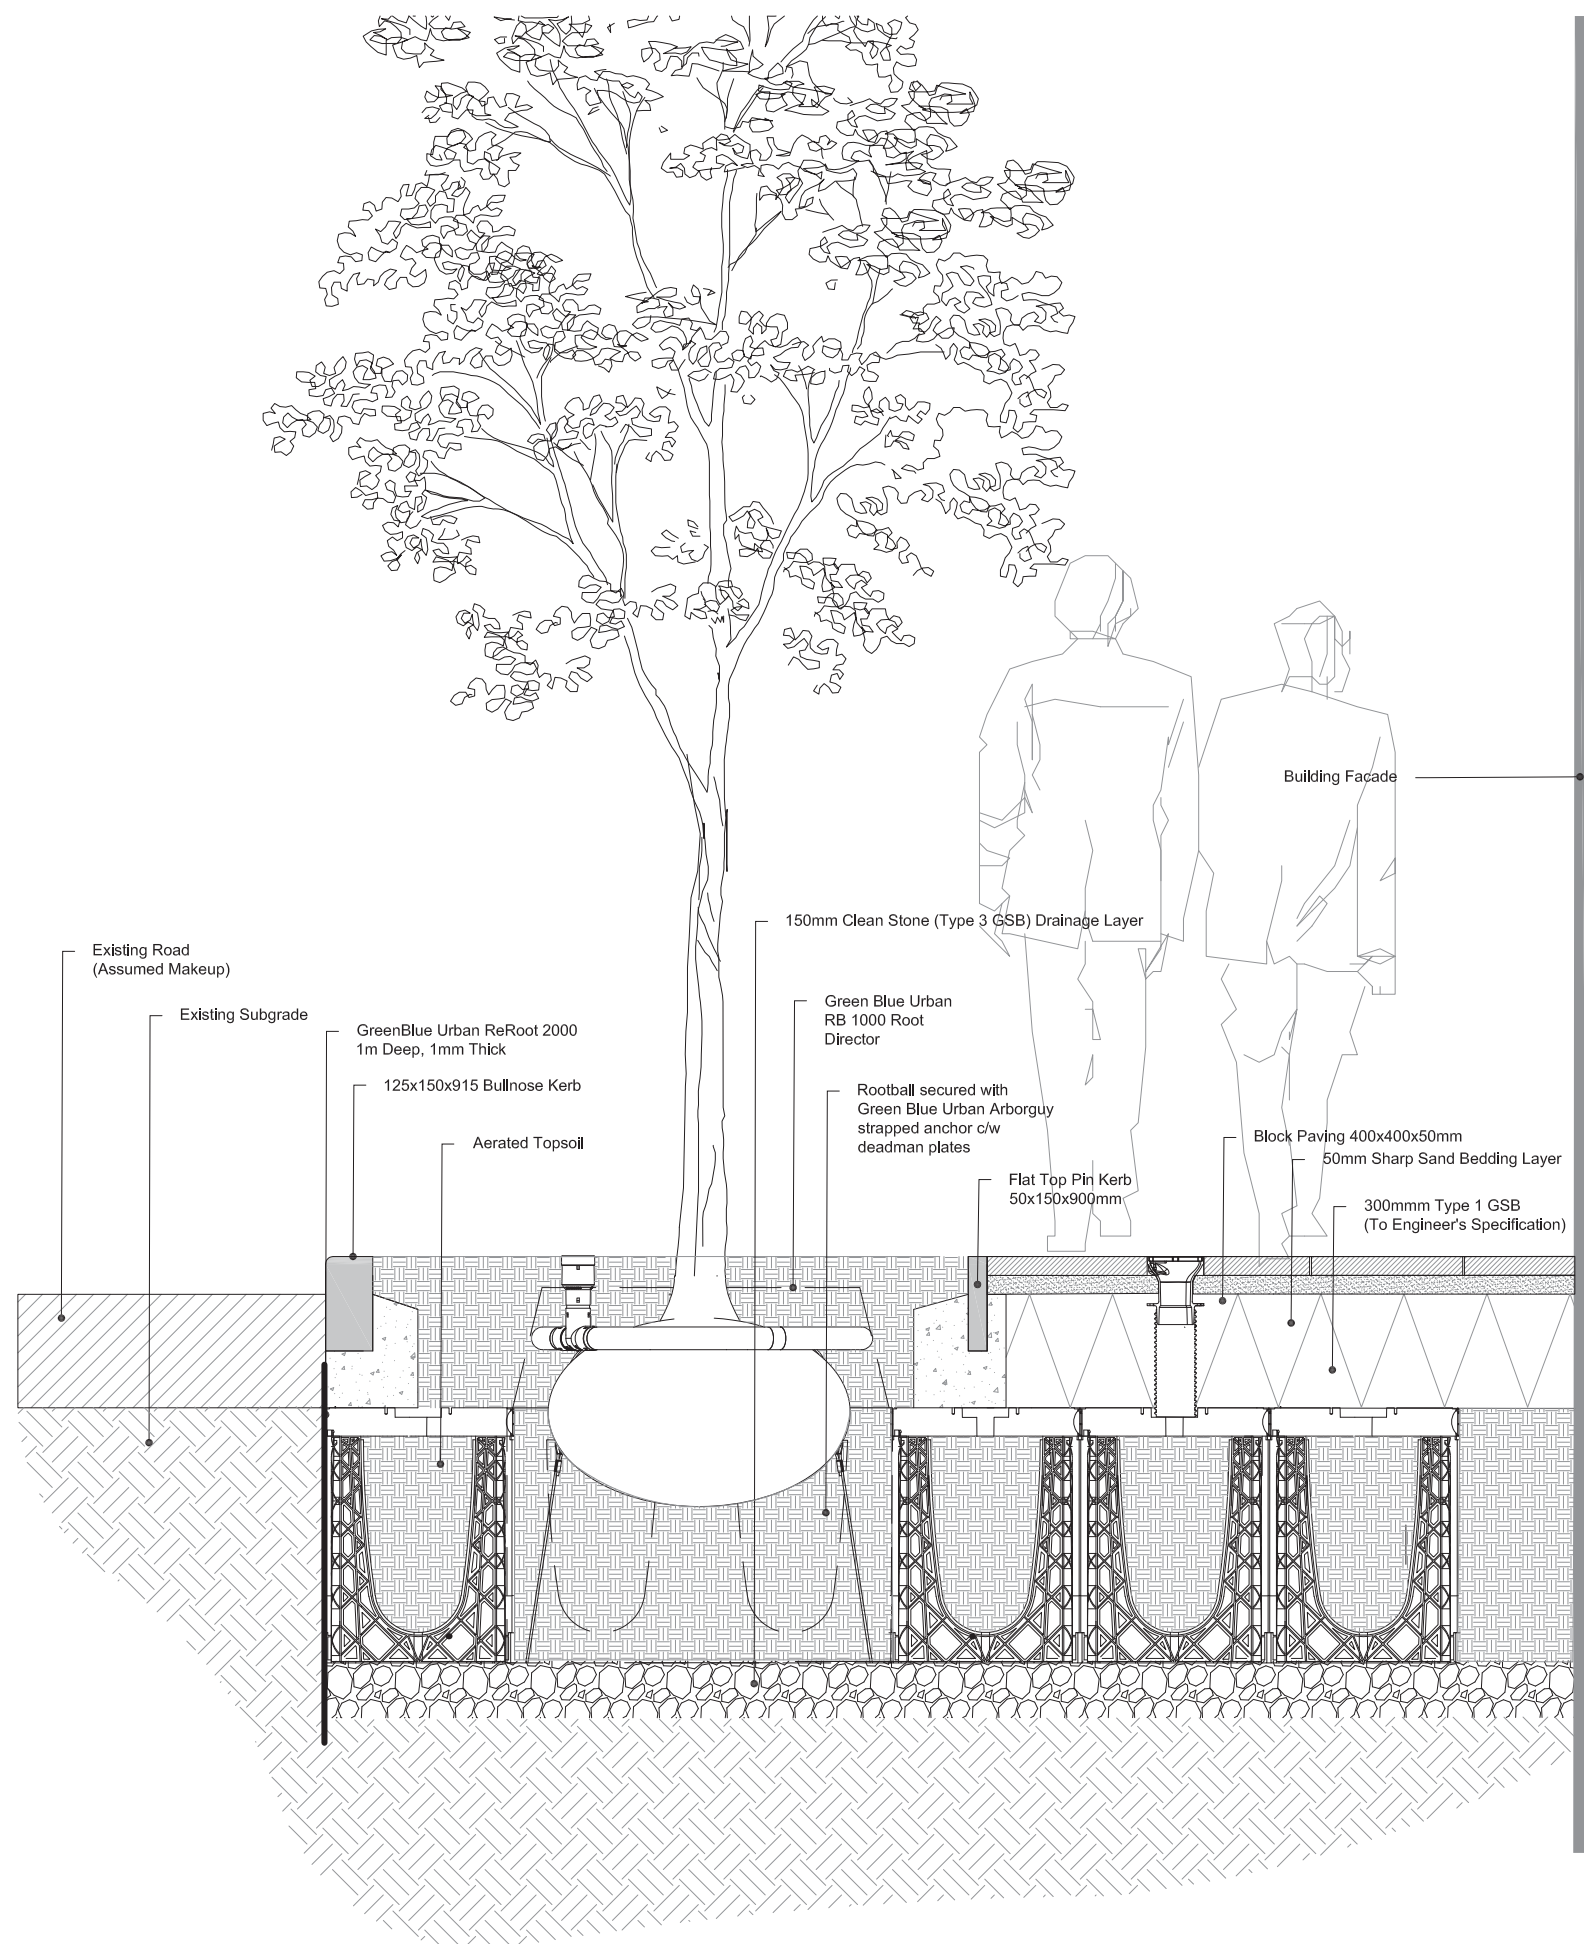 Building Facade
150mm Clean Stone (Type 3 GSB) Drainage Layer
Existing Road
(Assumed Makeup)
Existing Subgrade
GreenBlue Urban ReRoot 2000
1m Deep, 1mm Thick
125x150x915 Bullnose Kerb
Aerated Topsoil
Green Blue Urban
RB 1000 Root
Director
Rootball secured with
Green Blue Urban Arborguy
strapped anchor c/w
deadman plates
Flat Top Pin Kerb
50x150x900mm
Block Paving 400x400x50mm
50mm Sharp Sand Bedding Layer
300mmm Type 1 GSB
(To Engineer's Specification)